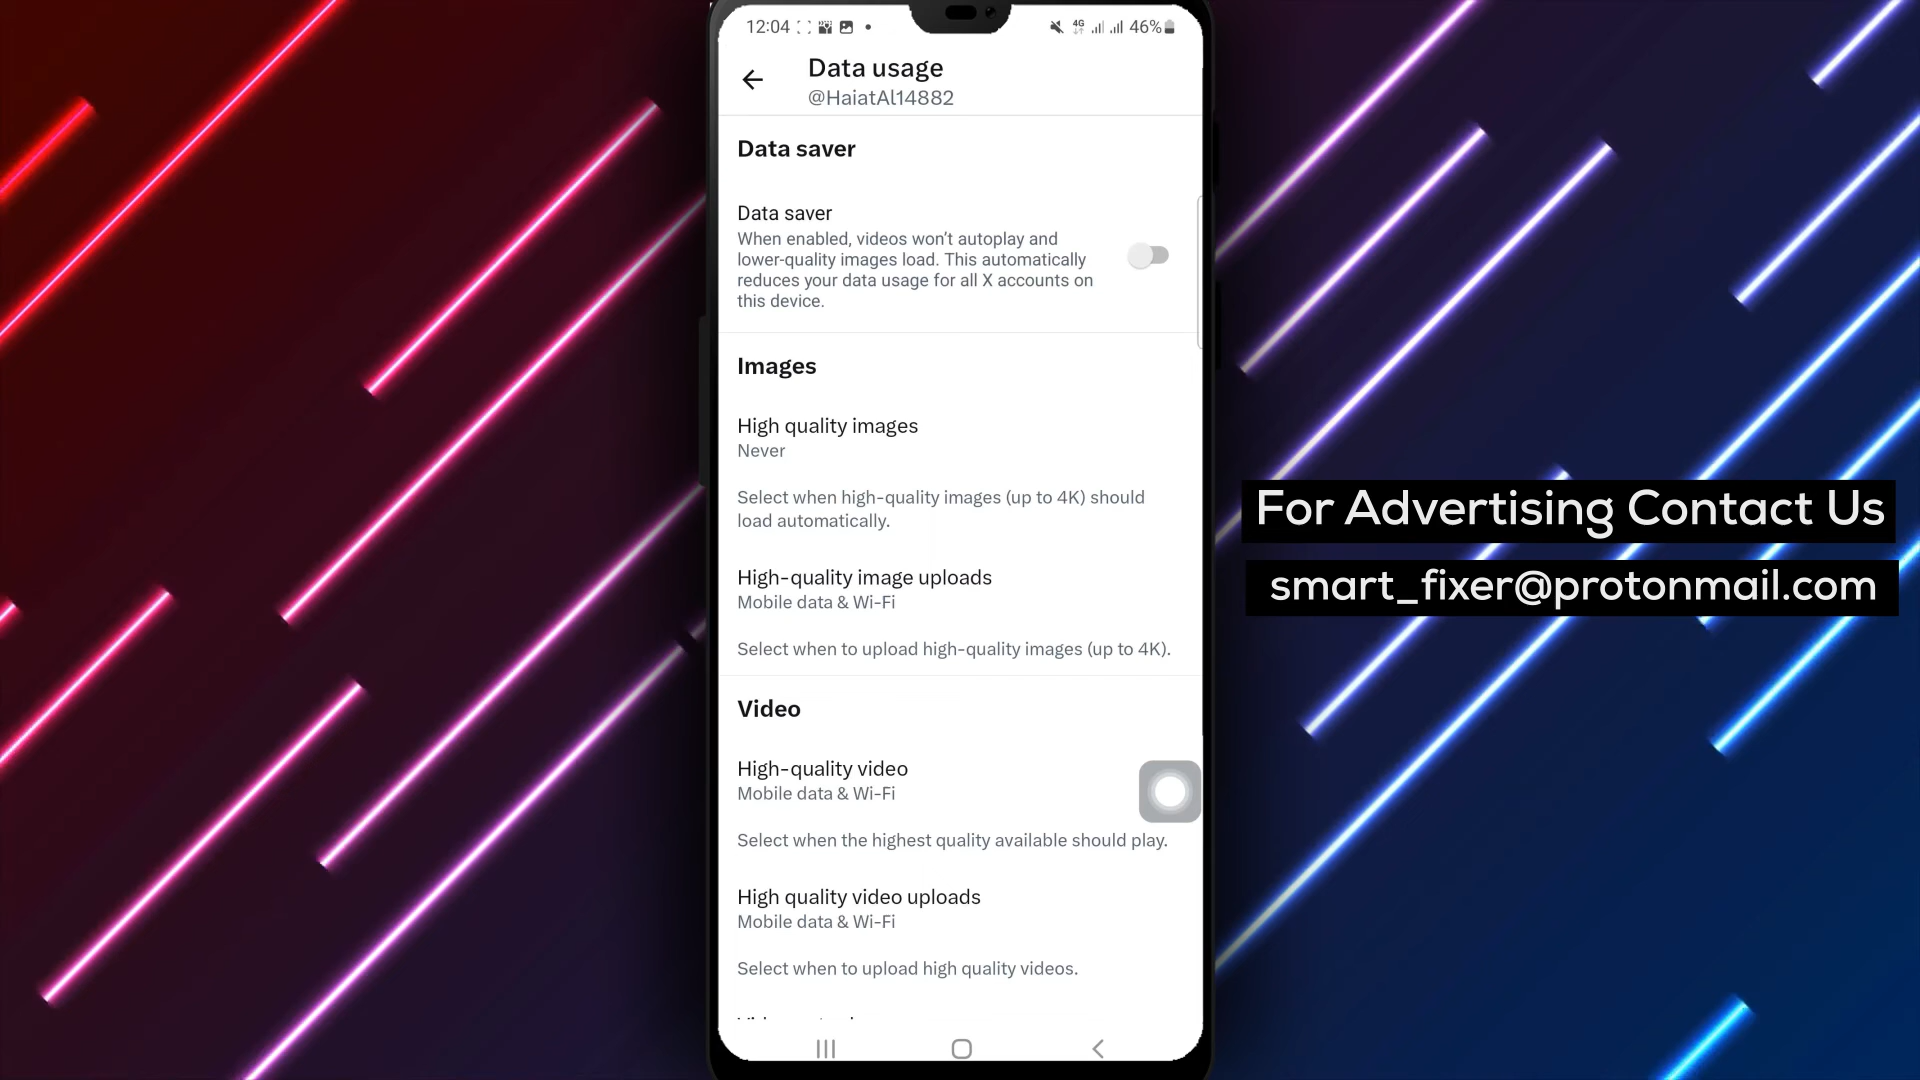 12:04
4G
46%
Data usage
@HaiatAl14882
Data saver
Data saver
When enabled, videos won’t autoplay and
lower-quality images load. This automatically
reduces your data usage for all X accounts on
this device.
Images
High quality images
Never
Select when high-quality images (up to 4K) should
load automatically.
High-quality image uploads
Mobile data & Wi-Fi
Select when to upload high-quality images (up to 4K).
Video
High-quality video
Mobile data & Wi-Fi
Select when the highest quality available should play.
High quality video uploads
Mobile data & Wi-Fi
Select when to upload high quality videos.
For Advertising Contact Us
smart_fixer@protonmail.com